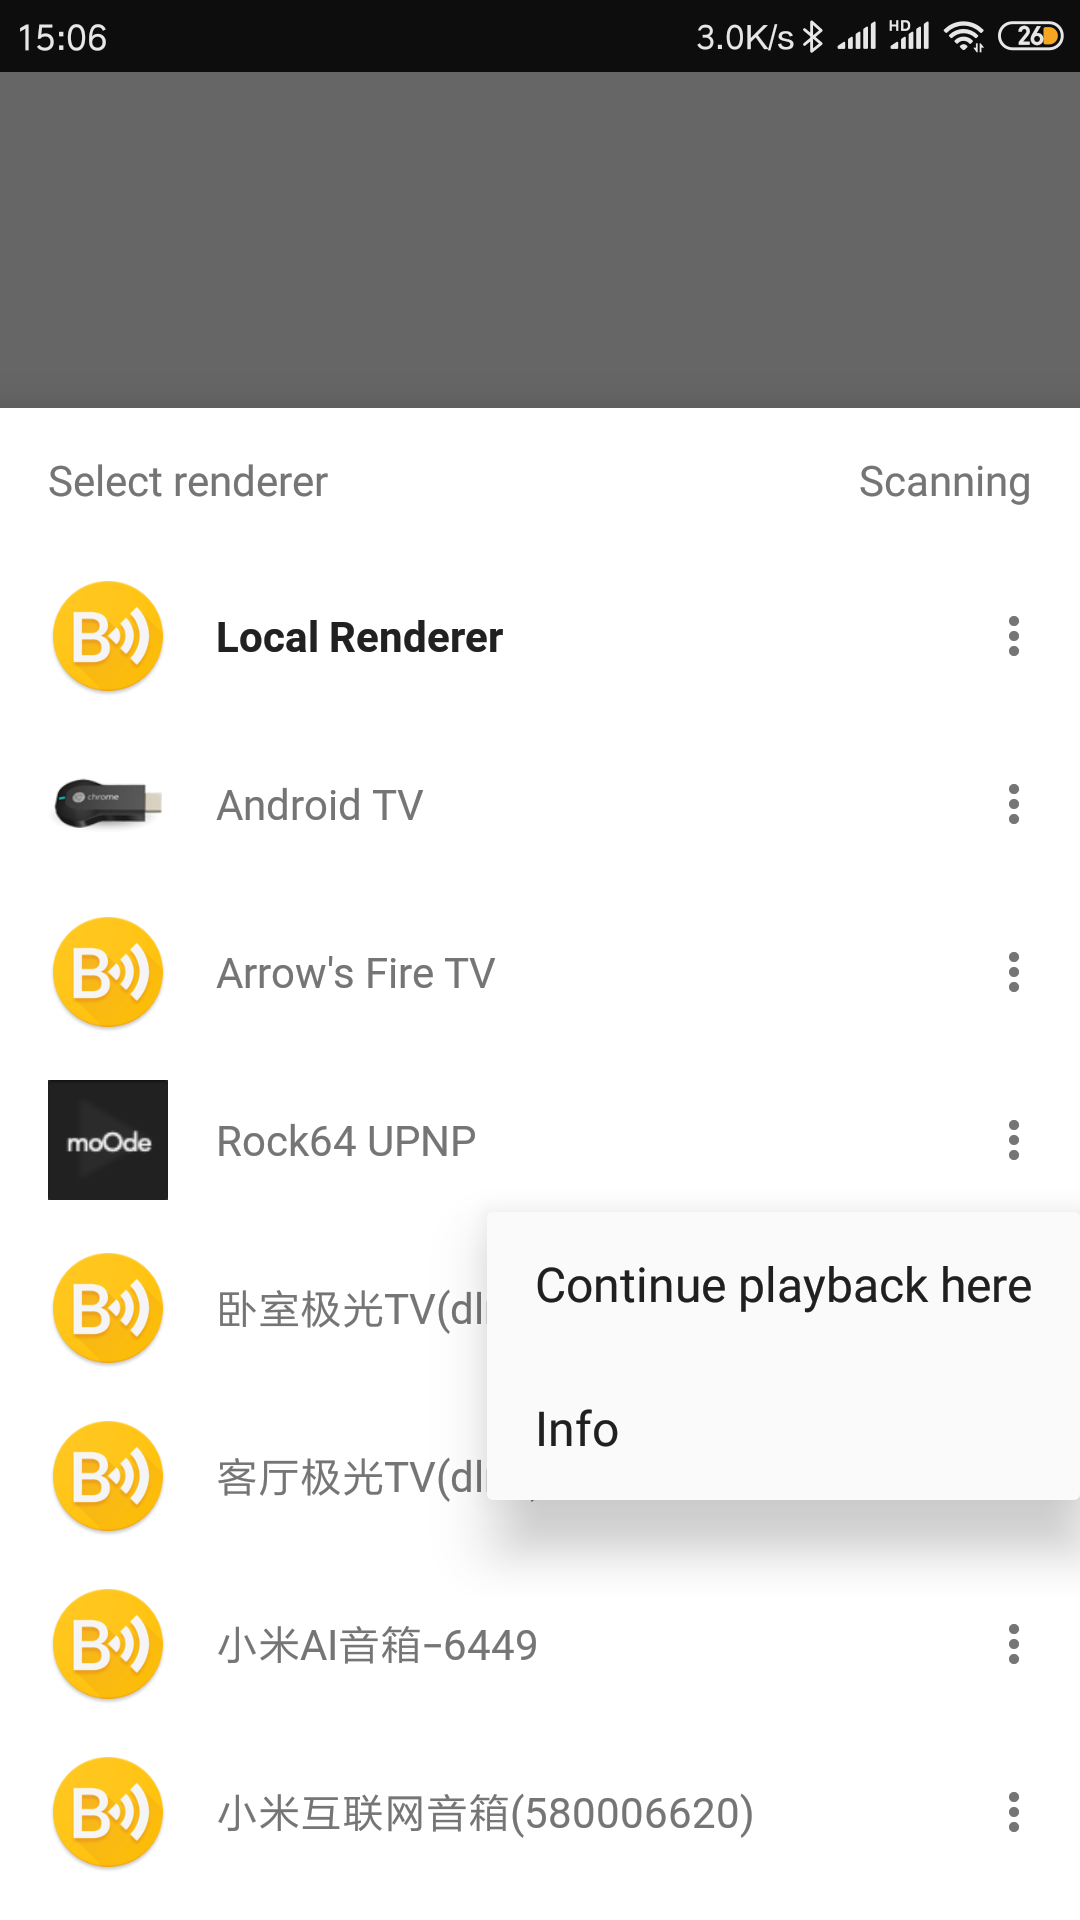 15:06 3.0K/s HD 26
Select renderer Scanning
B Local Renderer
chrome Android TV
B Arrow's Fire TV
moOde Rock64 UPNP
Continue playback here
B 卧室极光TV(dl
Info
B 客厅极光TV(dl
B 小米AI音箱-6449
B 小米互联网音箱(580006620)